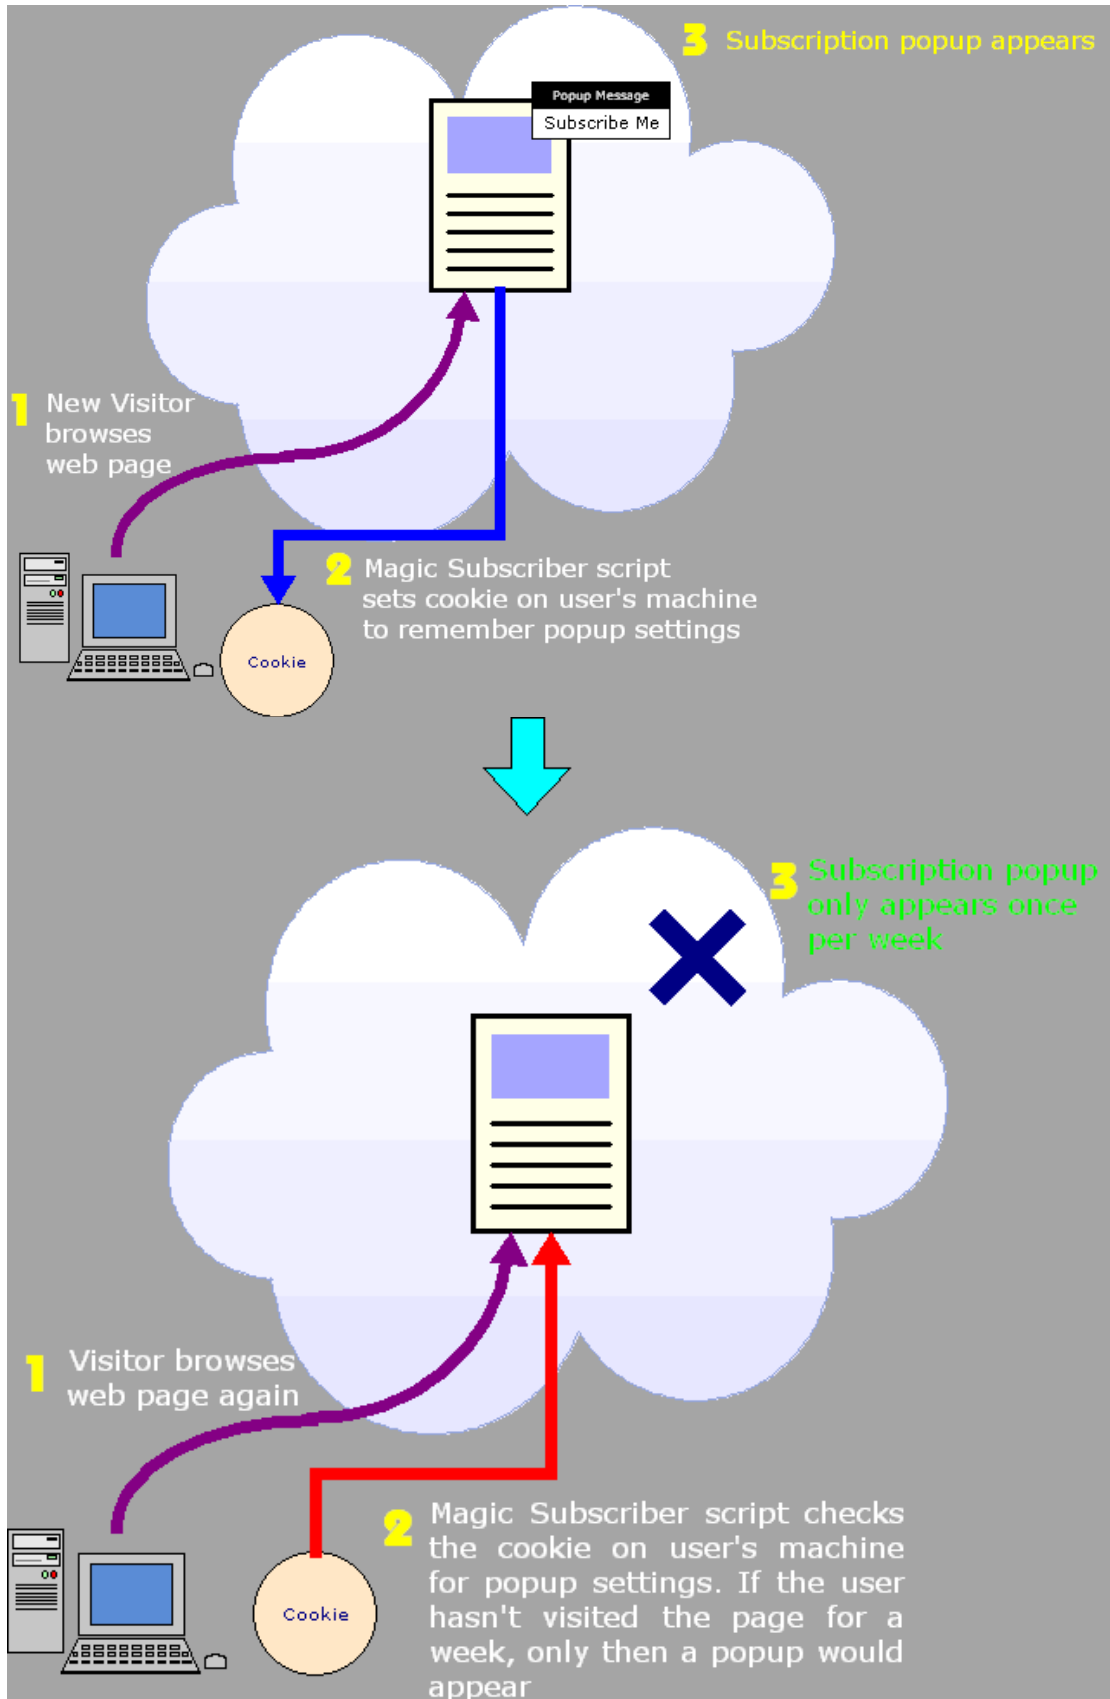 3 Subscription popup appears
Popup Message
Subscribe Me
1 New Visitor
browses
web page
2 Magic Subscriber script
sets cookie on user's machine
to remember popup settings
Cookie
3 Subscription popup
only appears once
per week
1 Visitor browses
web page again
2 Magic Subscriber script checks
the cookie on user's machine
for popup settings. If the user
hasn't visited the page for a
week, only then a popup would
appear
Cookie